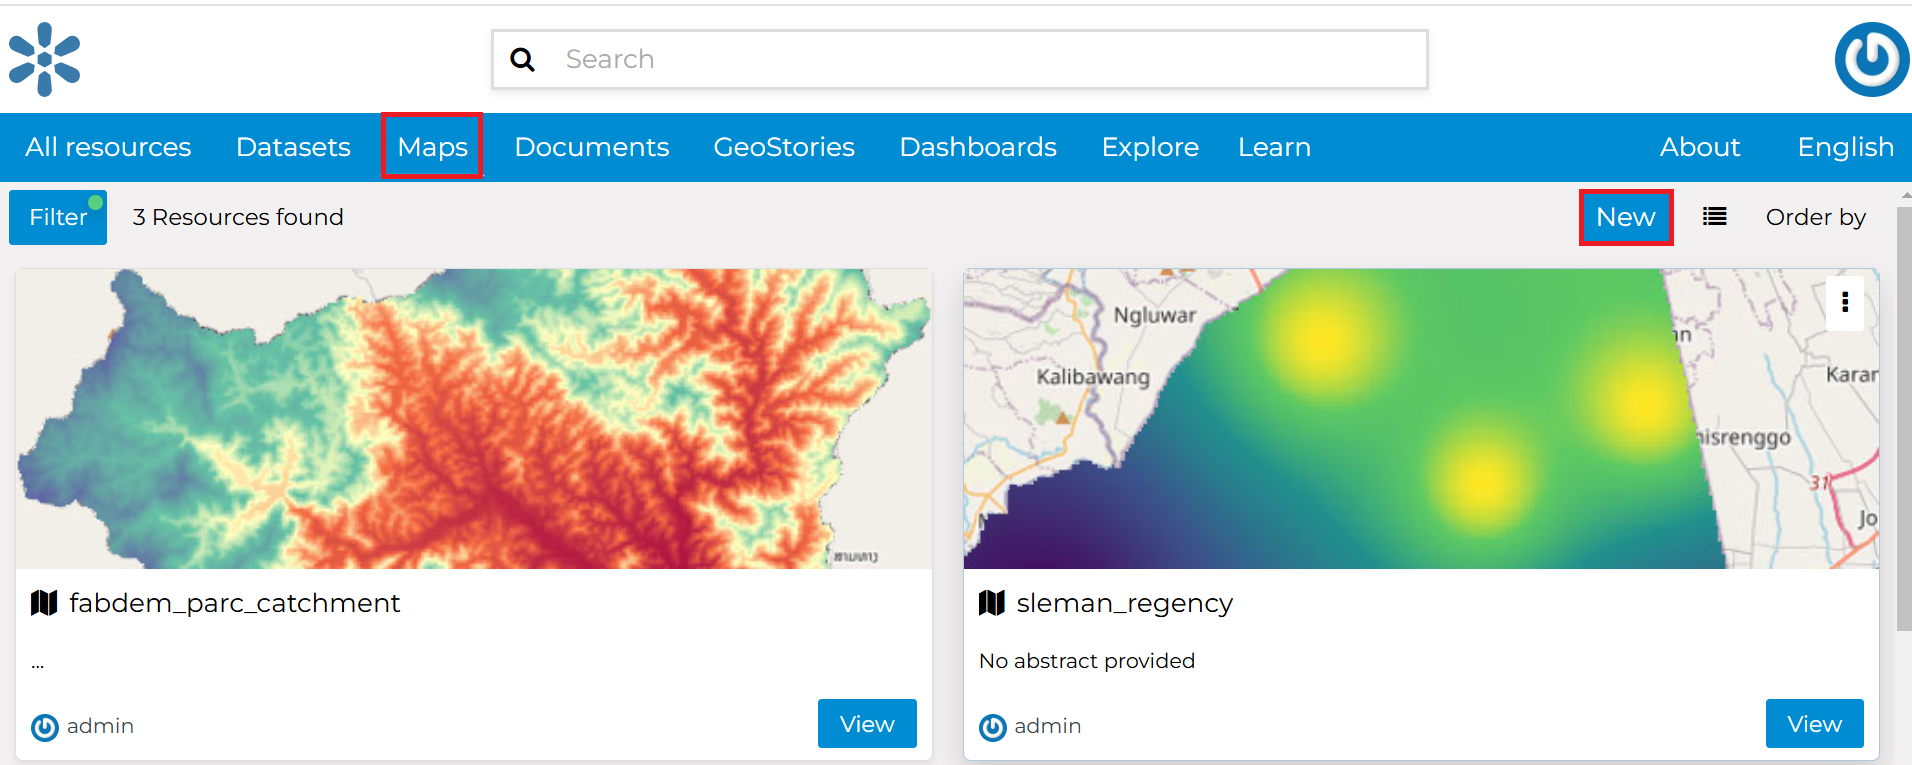 Search
All resources Datasets Maps Documents GeoStories Dashboards Explore Learn About English
Filter 3 Resources found New Order by
Ngluwar
Kalibawang
Karar
nisrenggo
31
Jo
fabdem_parc_catchment
...
admin
View
sleman_regency
No abstract provided
admin
View